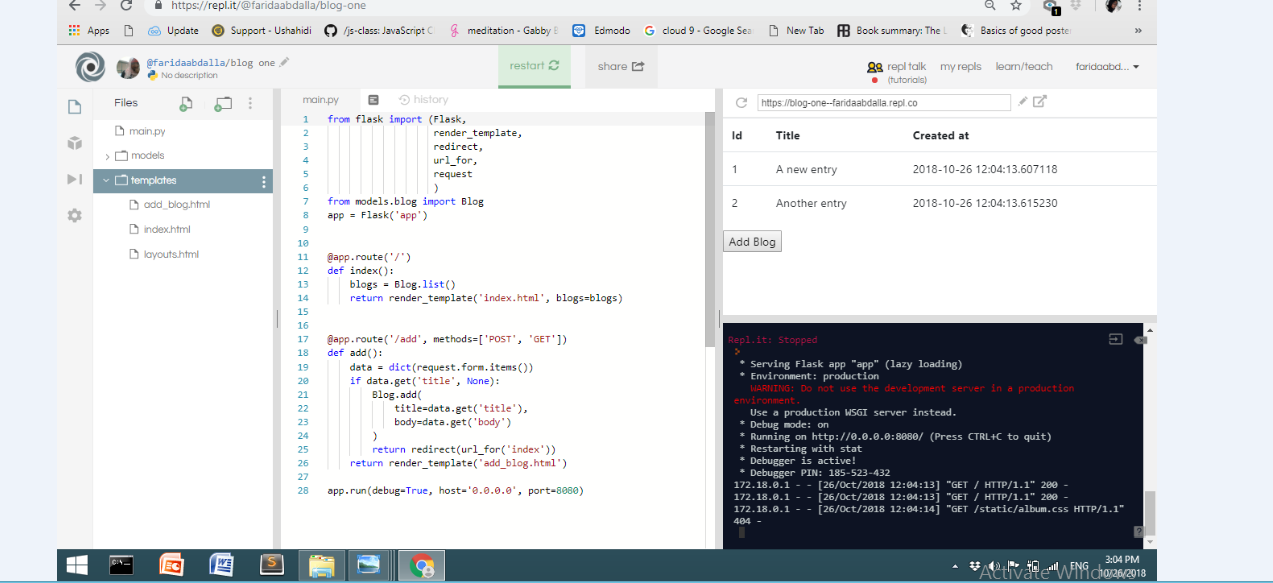 https://repl.it/@faridaabdalla/blog-one
1
Apps
Update
Support - Ushahidi
/js-class: JavaScript C
meditation - Gabby B
Edmodo
cloud 9 - Google Sea
New Tab
Book summary: The L
Basics of good poste
»
@faridaabdalla/blog one
No description
restart
share
repl talk
(tutorials)
my repls
learn/teach
faridaabd...
Files
main.py
models
templates
add_blog.html
index.html
layouts.html
main.py
history
1 from flask import (Flask,
2 render_template,
3 redirect,
4 url_for,
5 request
6 )
7 from models.blog import Blog
8 app = Flask('app')
9
10
11 @app.route('/')
12 def index():
13 blogs = Blog.list()
14 return render_template('index.html', blogs=blogs)
15
16
17 @app.route('/add', methods=['POST', 'GET'])
18 def add():
19 data = dict(request.form.items())
20 if data.get('title', None):
21 Blog.add(
22 title=data.get('title'),
23 body=data.get('body')
24 )
25 return redirect(url_for('index'))
26 return render_template('add_blog.html')
27
28 app.run(debug=True, host='0.0.0.0', port=8080)
https://blog-one--faridaabdalla.repl.co
Id Title Created at
1 A new entry 2018-10-26 12:04:13.607118
2 Another entry 2018-10-26 12:04:13.615230
Add Blog
Repl.it: Stopped
>
* Serving Flask app "app" (lazy loading)
* Environment: production
WARNING: Do not use the development server in a production
environment.
Use a production WSGI server instead.
* Debug mode: on
* Running on http://0.0.0.0:8080/ (Press CTRL+C to quit)
* Restarting with stat
* Debugger is active!
* Debugger PIN: 185-523-432
172.18.0.1 - - [26/Oct/2018 12:04:13] "GET / HTTP/1.1" 200 -
172.18.0.1 - - [26/Oct/2018 12:04:13] "GET / HTTP/1.1" 200 -
172.18.0.1 - - [26/Oct/2018 12:04:14] "GET /static/album.css HTTP/1.1"
404 -
?
ENG
3:04 PM
10/26/2018
Activate Windows